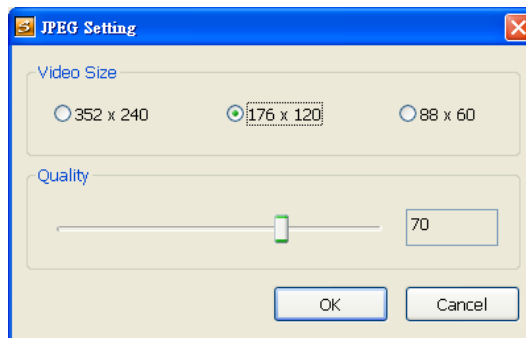 JPEG Setting
Video Size
352 x 240
176 x 120
88 x 60
Quality
70
OK
Cancel